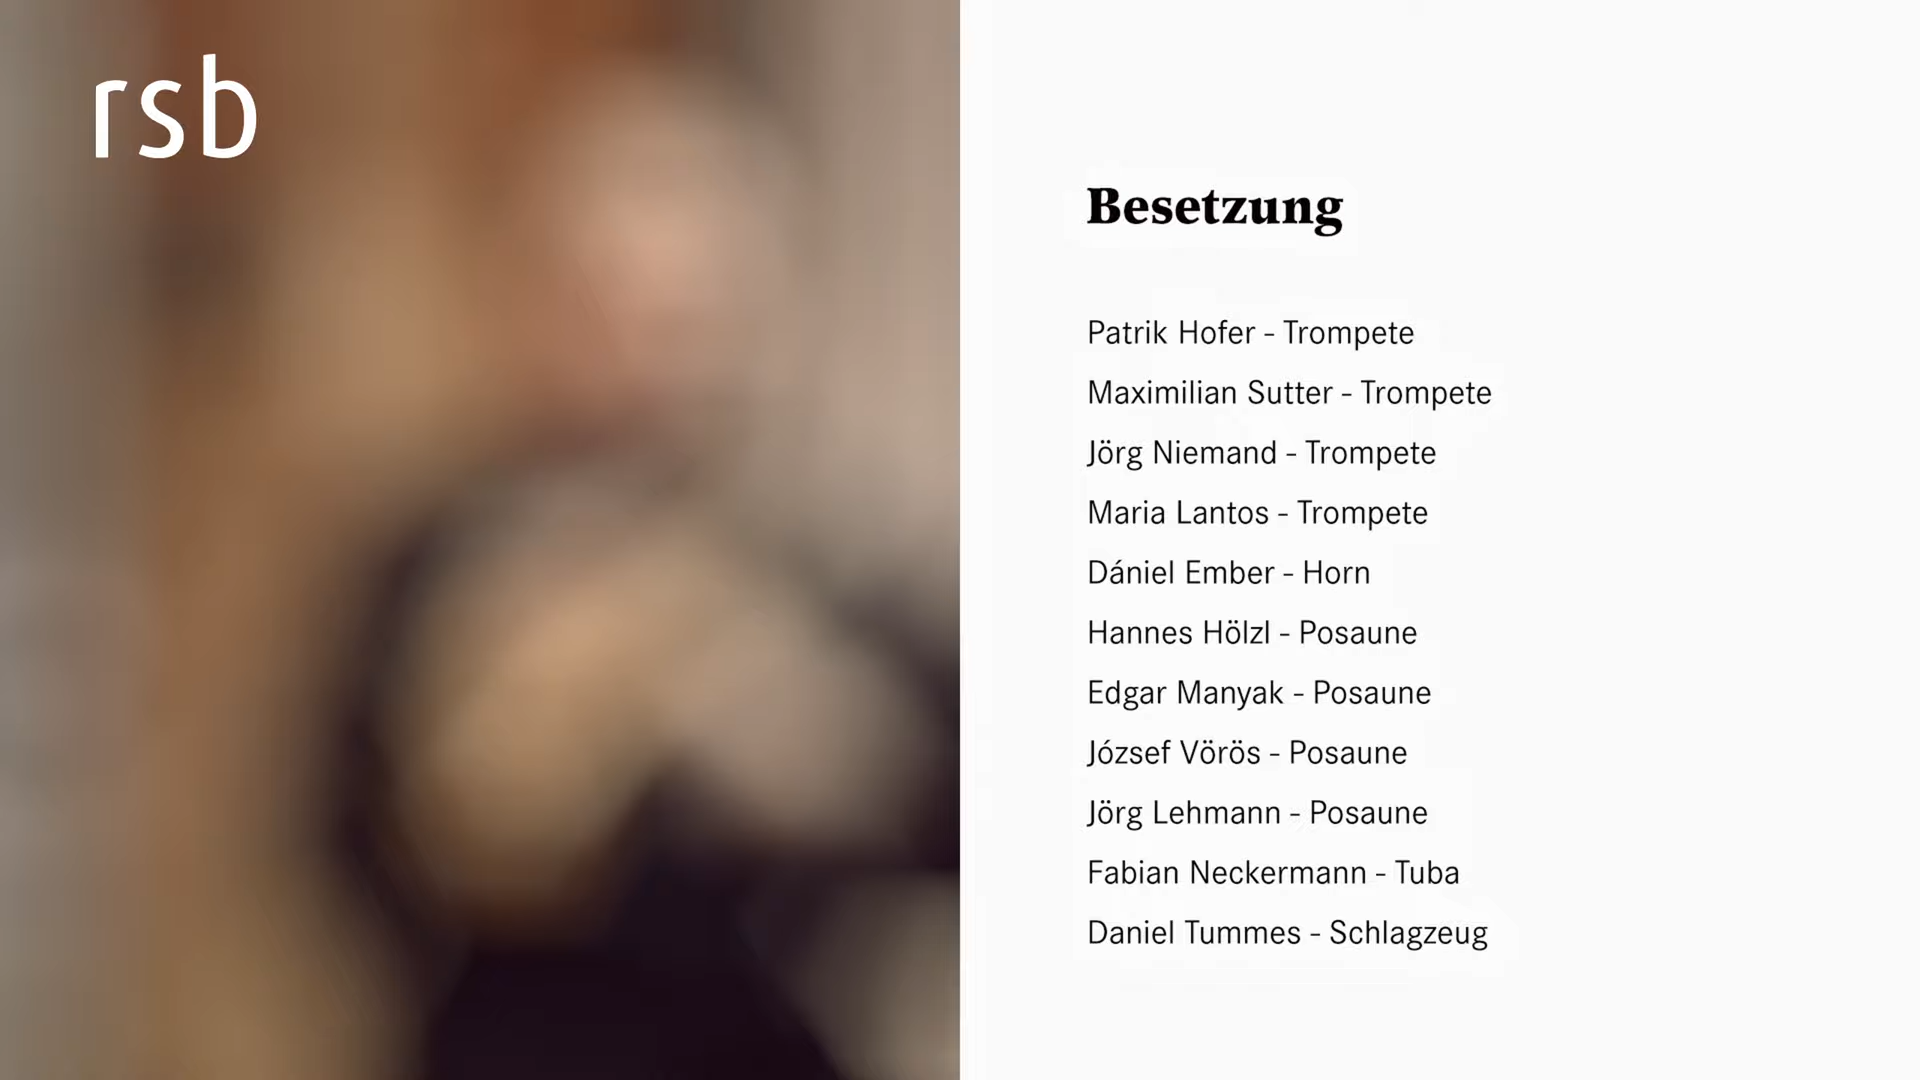 rsb
Besetzung
Patrik Hofer - Trompete
Maximilian Sutter - Trompete
Jörg Niemand - Trompete
Maria Lantos - Trompete
Dániel Ember - Horn
Hannes Hölzl - Posaune
Edgar Manyak - Posaune
József Vörös - Posaune
Jörg Lehmann - Posaune
Fabian Neckermann - Tuba
Daniel Tummes - Schlagzeug